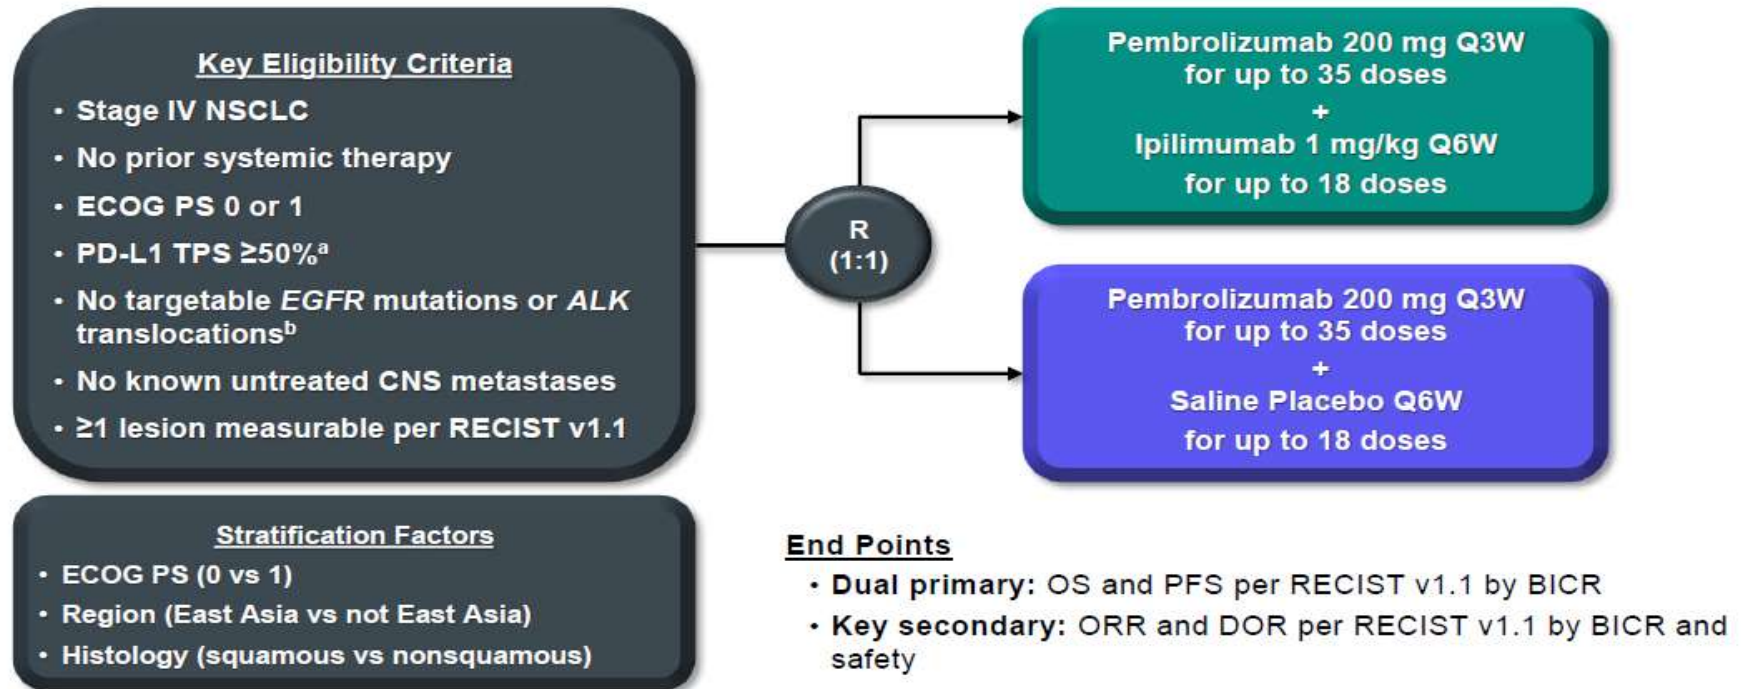 Key Eligibility Criteria
• Stage IV NSCLC
• No prior systemic therapy
• ECOG PS 0 or 1
• PD-L1 TPS ≥50%ᵃ
• No targetable EGFR mutations or ALK
translocationsᵇ
• No known untreated CNS metastases
• ≥1 lesion measurable per RECIST v1.1
Stratification Factors
• ECOG PS (0 vs 1)
• Region (East Asia vs not East Asia)
• Histology (squamous vs nonsquamous)
R
(1:1)
Pembrolizumab 200 mg Q3W
for up to 35 doses
+
Ipilimumab 1 mg/kg Q6W
for up to 18 doses
Pembrolizumab 200 mg Q3W
for up to 35 doses
+
Saline Placebo Q6W
for up to 18 doses
End Points
• Dual primary: OS and PFS per RECIST v1.1 by BICR
• Key secondary: ORR and DOR per RECIST v1.1 by BICR and
safety